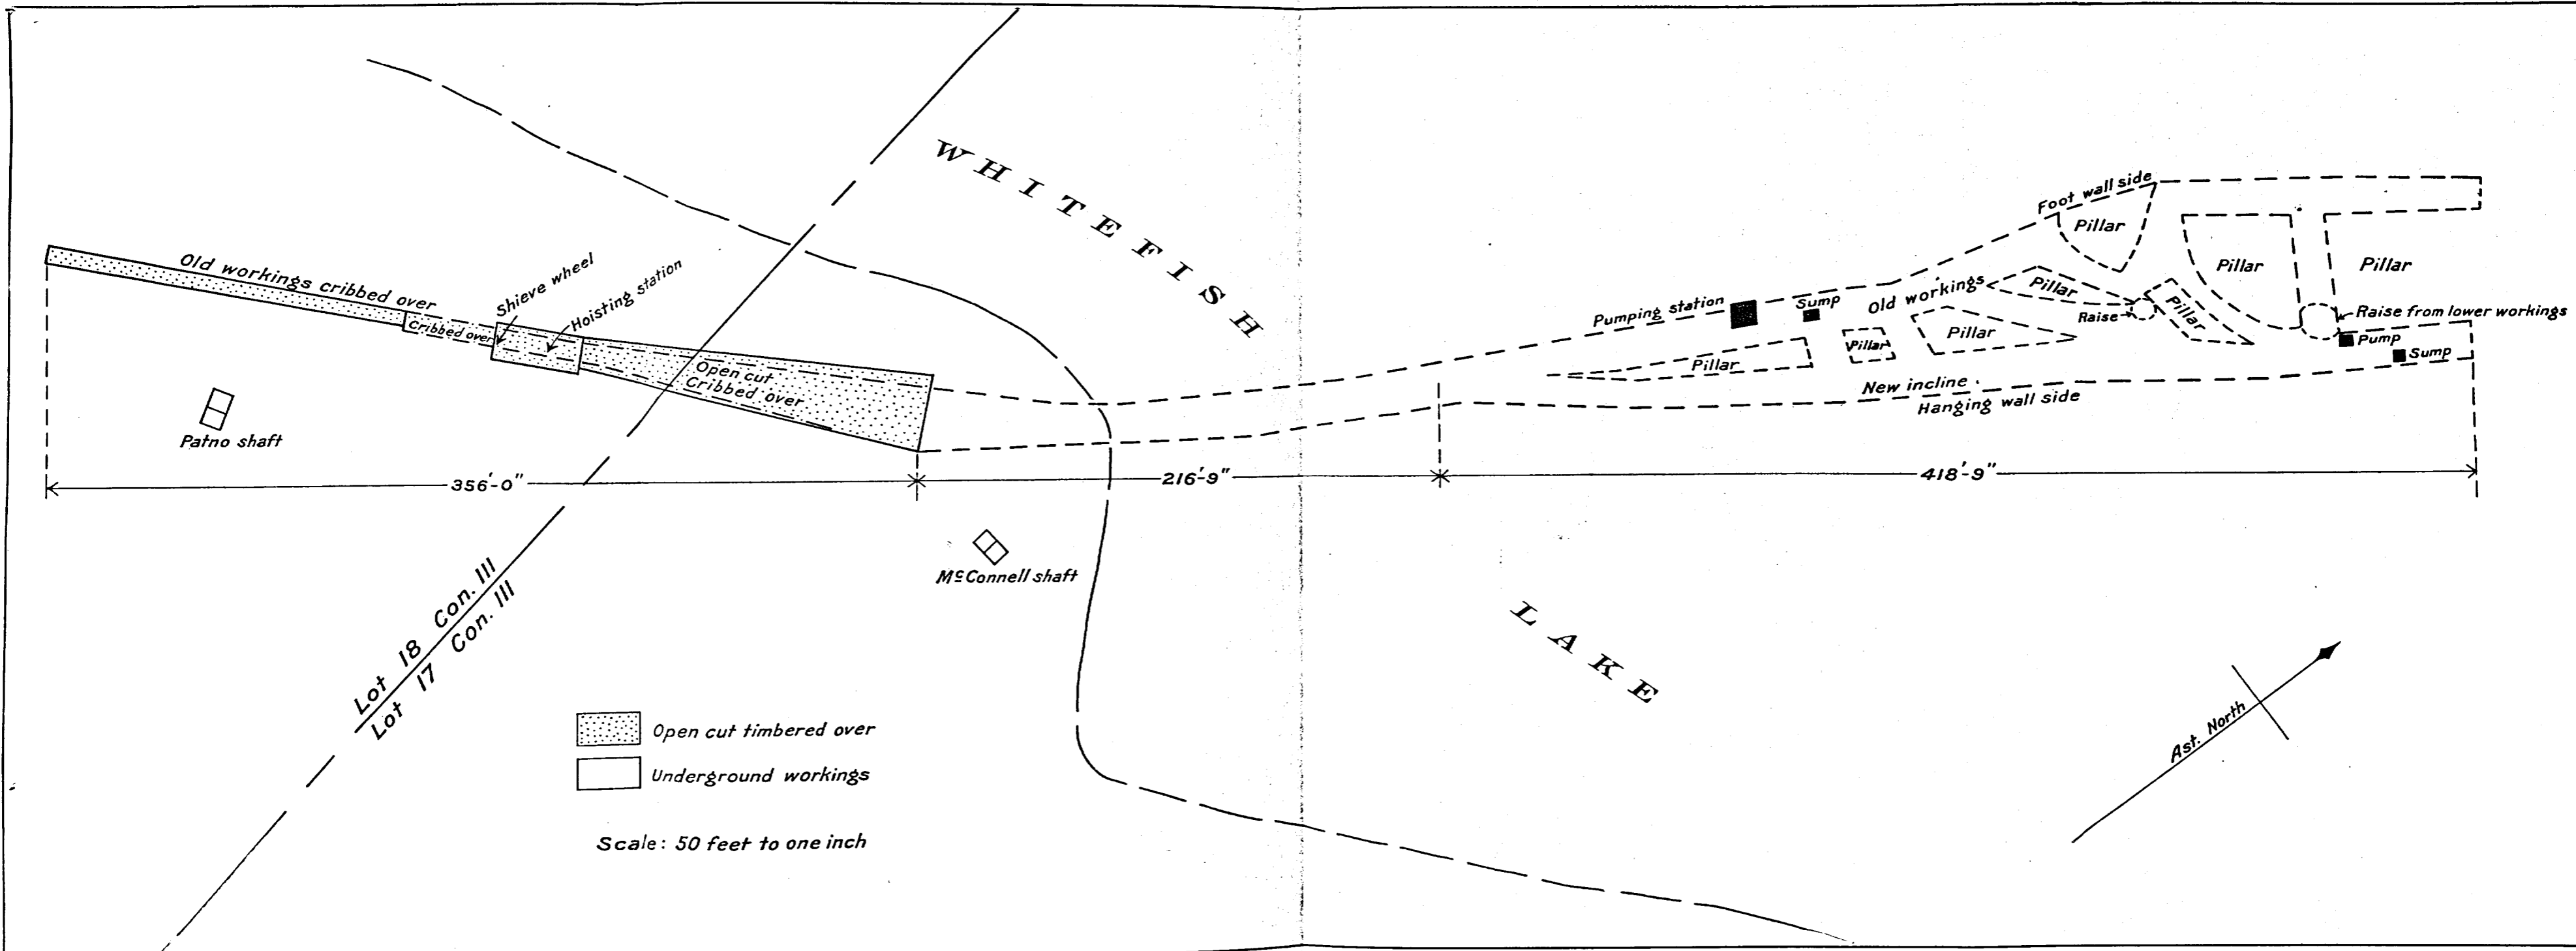 WHITEFISH
LAKE
Old workings cribbed over
Cribbed over
Shieve wheel
Hoisting station
Open cut
Cribbed over
Patno shaft
McConnell shaft
356'-0"
216'-9"
418'-9"
Lot 18 Con. III
Lot 17 Con. III
Pumping station
Sump
Old workings
Foot wall side
Pillar
Pillar
Pillar
Pillar
Pillar
Raise
Pillar
Pillar
Pillar
Raise from lower workings
Pump
Sump
New incline
Hanging wall side
Open cut timbered over
Underground workings
Scale: 50 feet to one inch
Ast. North